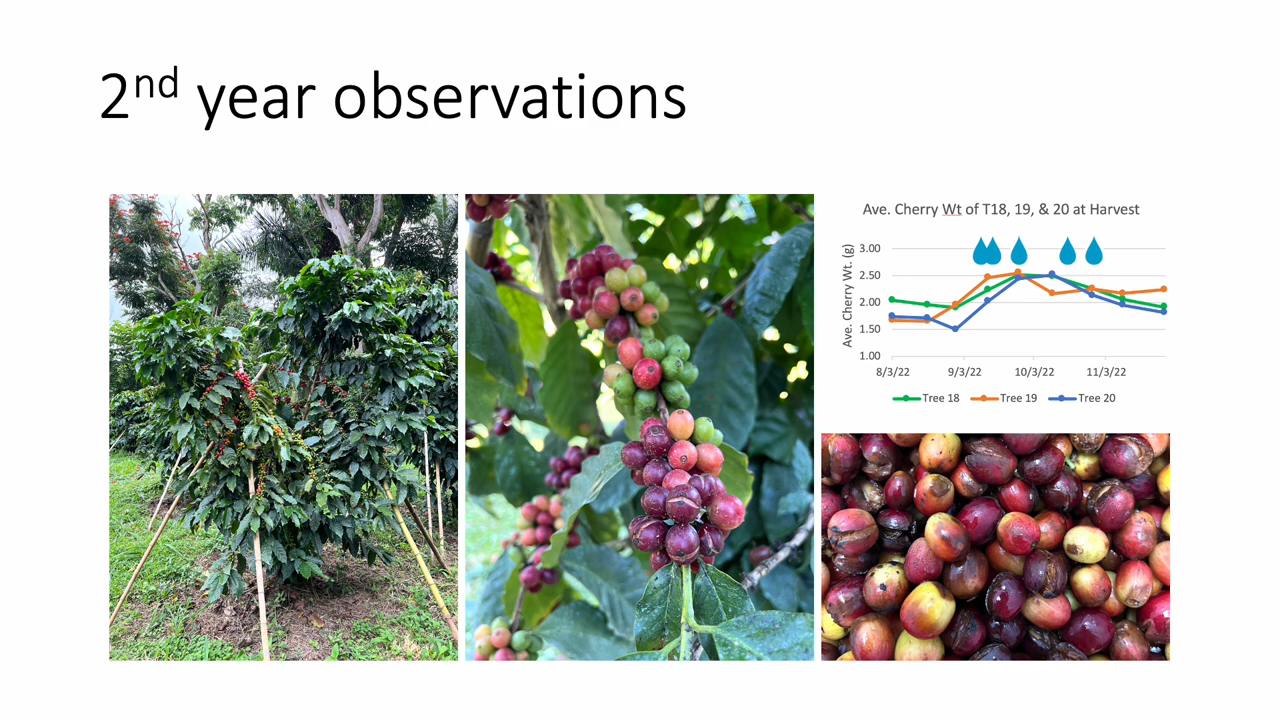 2nd year observations
Ave. Cherry Wt of T18, 19, & 20 at Harvest
Ave. Cherry Wt. (g)
3.00
2.50
2.00
1.50
1.00
8/3/22 9/3/22 10/3/22 11/3/22
Tree 18 Tree 19 Tree 20